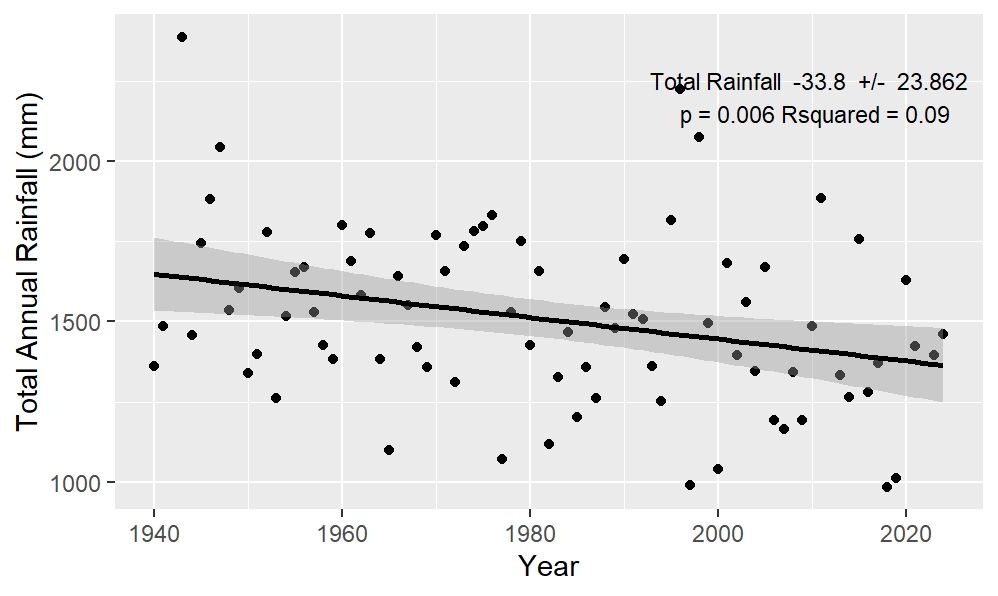 Total Rainfall -33.8 +/- 23.862
p = 0.006 Rsquared = 0.09
Total Annual Rainfall (mm)
2000
1500
1000
1940 1960 1980 2000 2020
Year